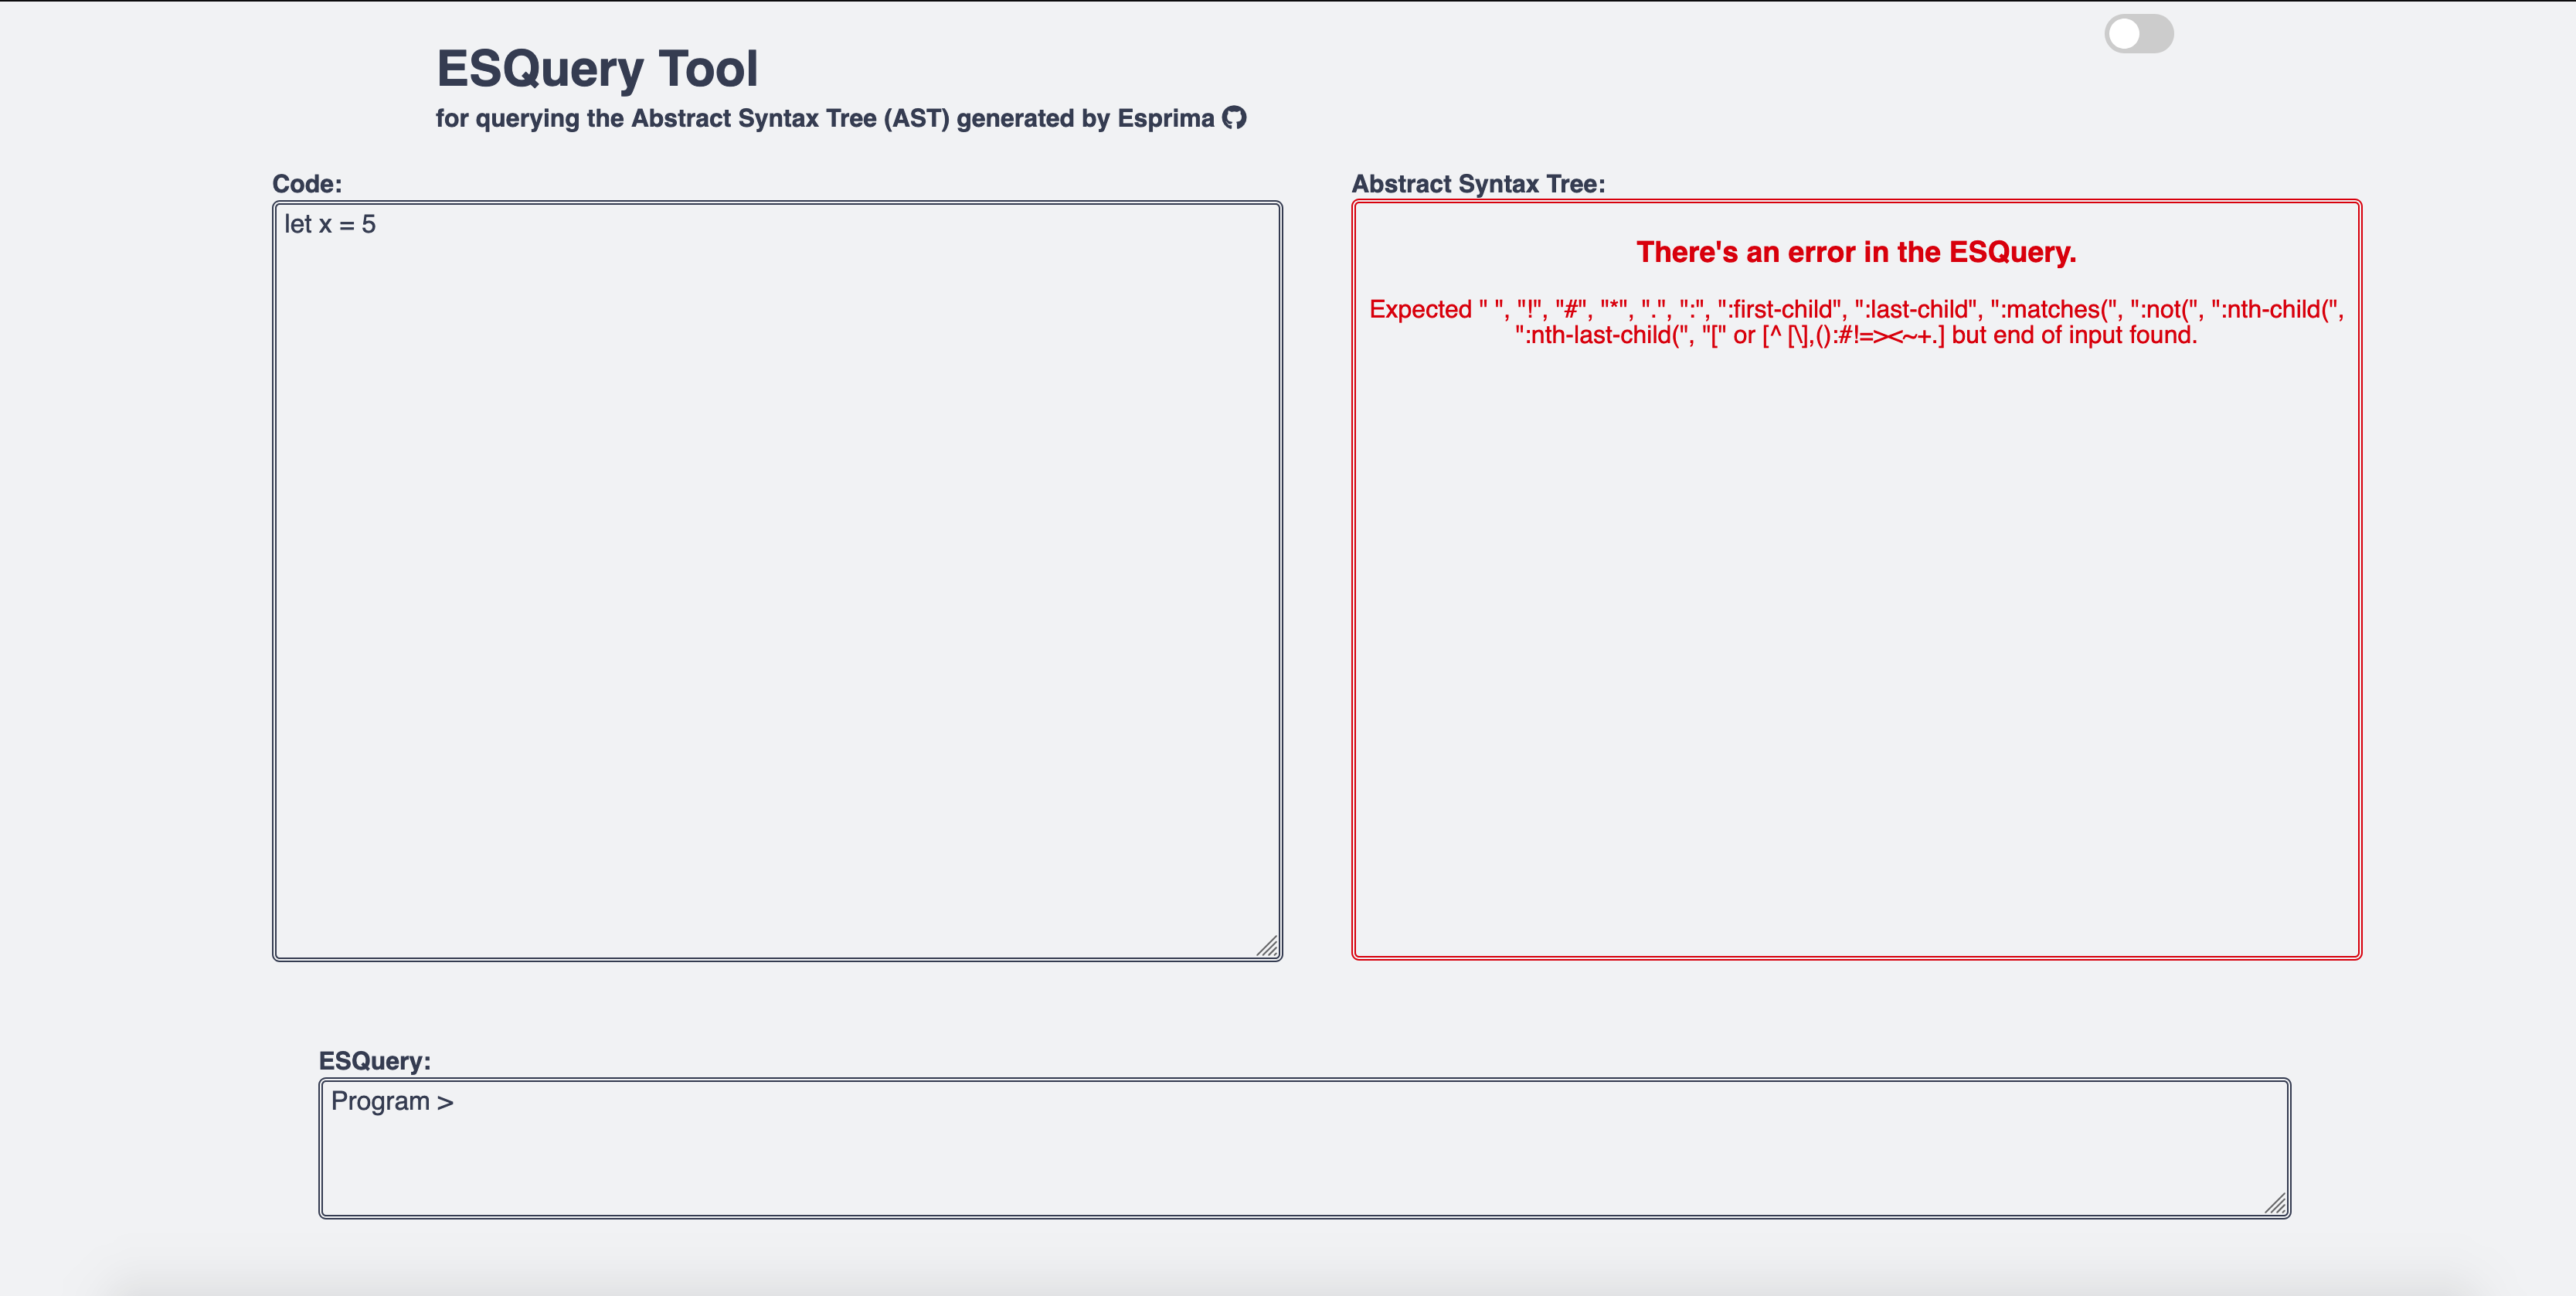 ESQuery Tool
for querying the Abstract Syntax Tree (AST) generated by Esprima
Code:
let x = 5
Abstract Syntax Tree:
There's an error in the ESQuery.
Expected " ", "!", "#", "*", ".", ":", ":first-child", ":last-child", ":matches(", ":not(", ":nth-child(",
":nth-last-child(", "[" or [^ [\],():#!=><~+.] but end of input found.
ESQuery:
Program >